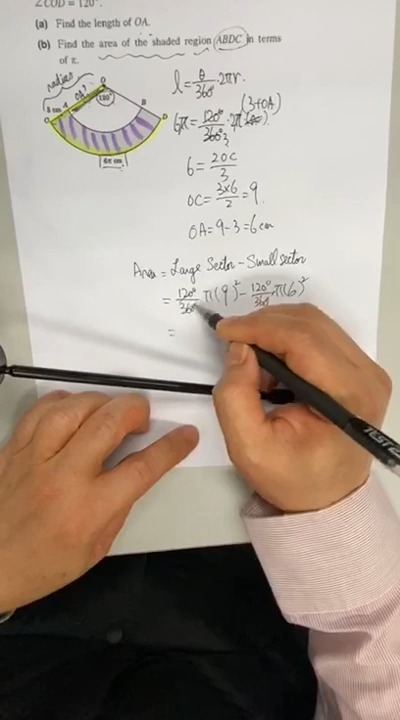 ∠COD = 120°.
(a) Find the length of OA.
(b) Find the area of the shaded region ABDC in terms
of π.
radius
OA
O
3 cm
A
120°
B
C
D
6π cm
l = θ/360° · 2πr.
(3+OA)
6π = 120°/360° · 2π
6 = 2OC/3
OC = 3×6/2 = 9.
OA = 9-3 = 6 cm
Area = Large Sector - Small sector
= 120°/360° π(9)² - 120°/360° π(6)²
=